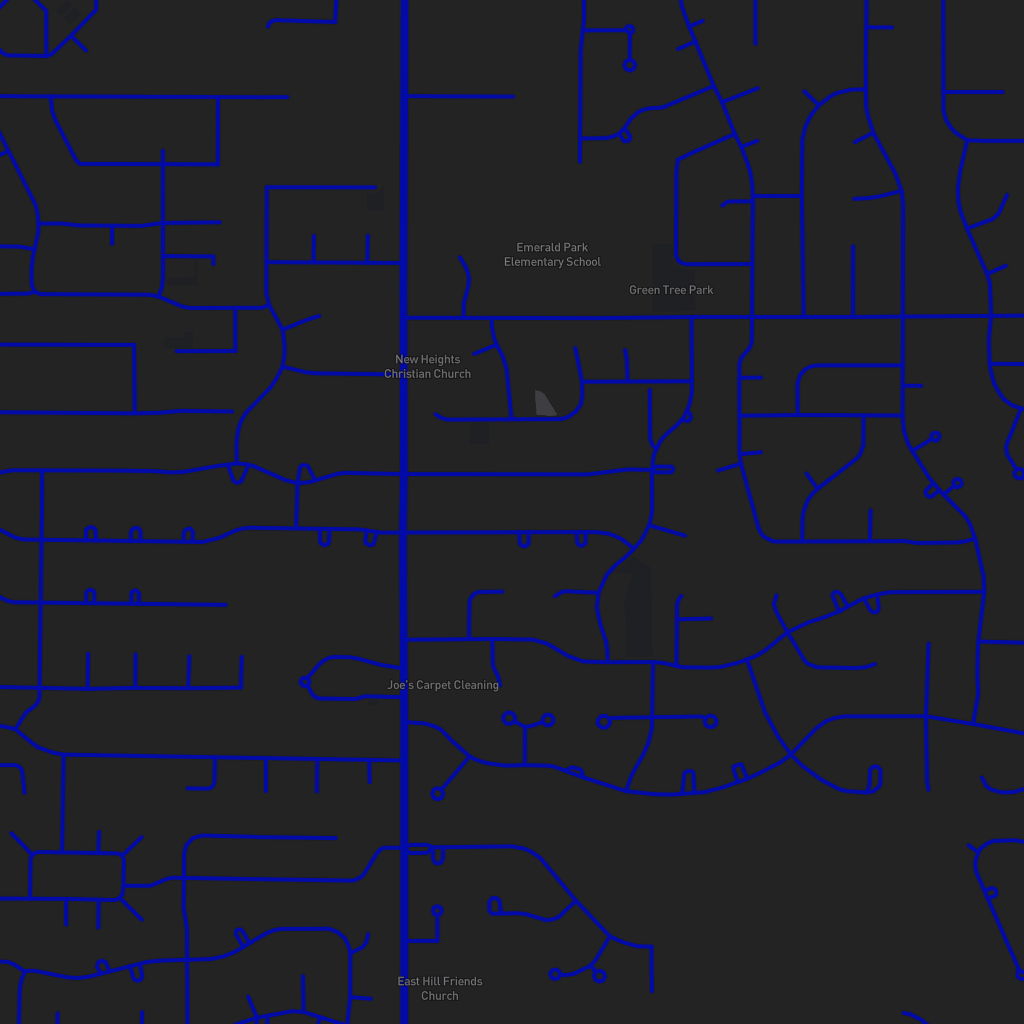 Emerald Park
Elementary School
Green Tree Park
New Heights
Christian Church
Joe's Carpet Cleaning
East Hill Friends
Church